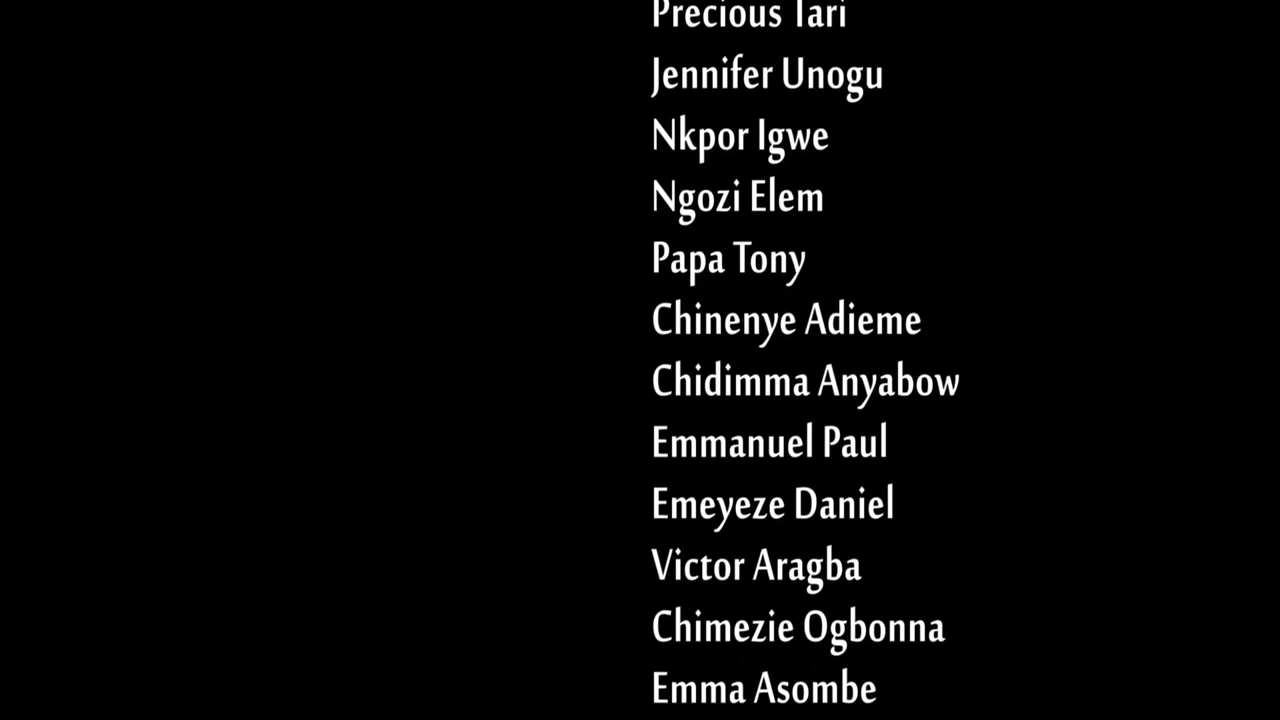 Precious Tari
Jennifer Unogu
Nkpor Igwe
Ngozi Elem
Papa Tony
Chinenye Adieme
Chidimma Anyabow
Emmanuel Paul
Emeyeze Daniel
Victor Aragba
Chimezie Ogbonna
Emma Asombe